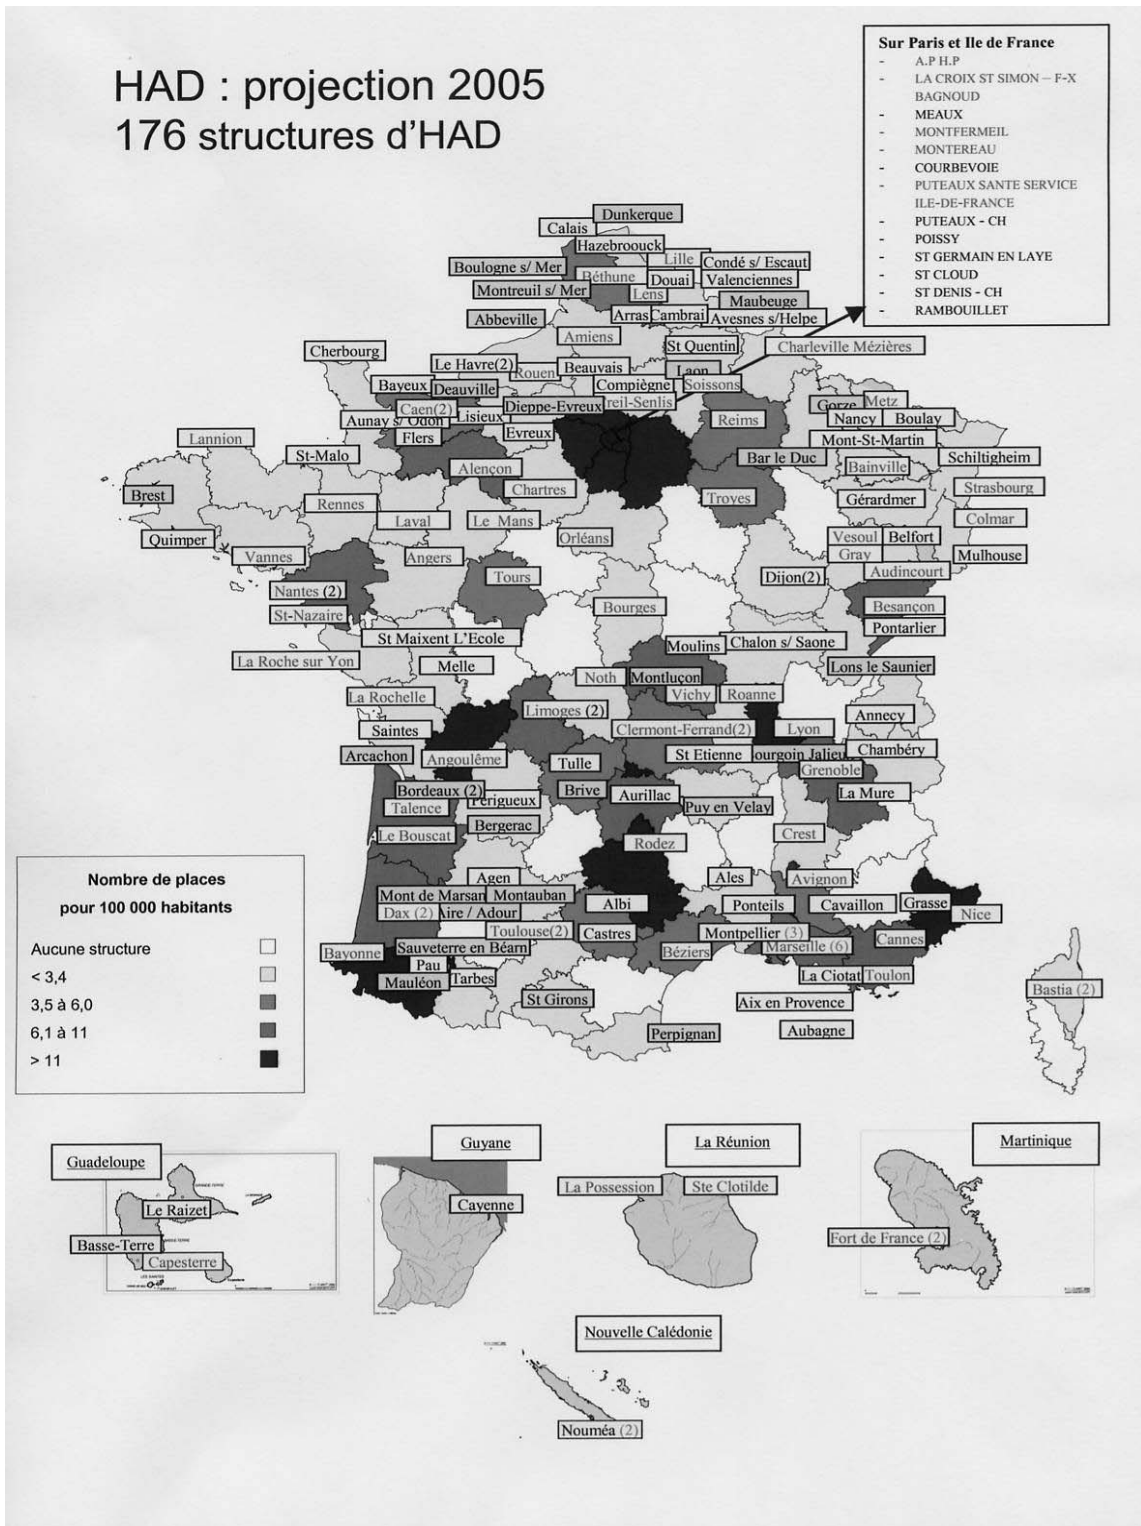 HAD : projection 2005
176 structures d'HAD
Sur Paris et Ile de France
- A.P H.P
- LA CROIX ST SIMON – F-X
BAGNOUD
- MEAUX
- MONTFERMEIL
- MONTEREAU
- COURBEVOIE
- PUTEAUX SANTE SERVICE
ILE-DE-FRANCE
- PUTEAUX - CH
- POISSY
- ST GERMAIN EN LAYE
- ST CLOUD
- ST DENIS - CH
- RAMBOUILLET
Dunkerque
Calais
Hazebroouck
Lille
Condé s/ Escaut
Boulogne s/ Mer
Béthune
Douai
Valenciennes
Montreuil s/ Mer
Lens
Maubeuge
Abbeville
Arras
Cambrai
Avesnes s/Helpe
Amiens
St Quentin
Charleville Mézières
Cherbourg
Le Havre(2)
Rouen
Beauvais
Laon
Bayeux
Deauville
Compiègne
Soissons
Caen(2)
Dieppe-Evreux
reil-Senlis
Gorze
Metz
Aunay s/ Odon
Lisieux
Reims
Nancy
Boulay
Flers
Evreux
Lannion
Mont-St-Martin
St-Malo
Bar le Duc
Schiltigheim
Alençon
Bainville
Brest
Chartres
Troyes
Gérardmer
Strasbourg
Rennes
Laval
Le Mans
Colmar
Quimper
Orléans
Vesoul
Belfort
Vannes
Angers
Gray
Mulhouse
Tours
Dijon(2)
Audincourt
Nantes (2)
Bourges
Besançon
St-Nazaire
Pontarlier
St Maixent L'Ecole
Moulins
Chalon s/ Saone
La Roche sur Yon
Melle
Lons le Saunier
Noth
Montluçon
La Rochelle
Vichy
Roanne
Limoges (2)
Annecy
Saintes
Clermont-Ferrand(2)
Lyon
Arcachon
Angoulême
Tulle
St Etienne
ourgoin Jalieu
Chambéry
Grenoble
Bordeaux (2)
Brive
Aurillac
La Mure
Talence
Périgueux
Puy en Velay
Le Bouscat
Bergerac
Crest
Rodez
Agen
Ales
Avignon
Mont de Marsan
Montauban
Albi
Ponteils
Cavaillon
Grasse
Dax (2)
Aire / Adour
Nice
Toulouse(2)
Castres
Montpellier (3)
Cannes
Bayonne
Sauveterre en Béarn
Béziers
Marseille (6)
Pau
Mauléon
Tarbes
La Ciotat
Toulon
St Girons
Aix en Provence
Bastia (2)
Perpignan
Aubagne
Nombre de places
pour 100 000 habitants
Aucune structure
< 3,4
3,5 à 6,0
6,1 à 11
> 11
Guadeloupe
Le Raizet
Basse-Terre
Capesterre
Guyane
Cayenne
La Réunion
La Possession
Ste Clotilde
Martinique
Fort de France (2)
Nouvelle Calédonie
Nouméa (2)